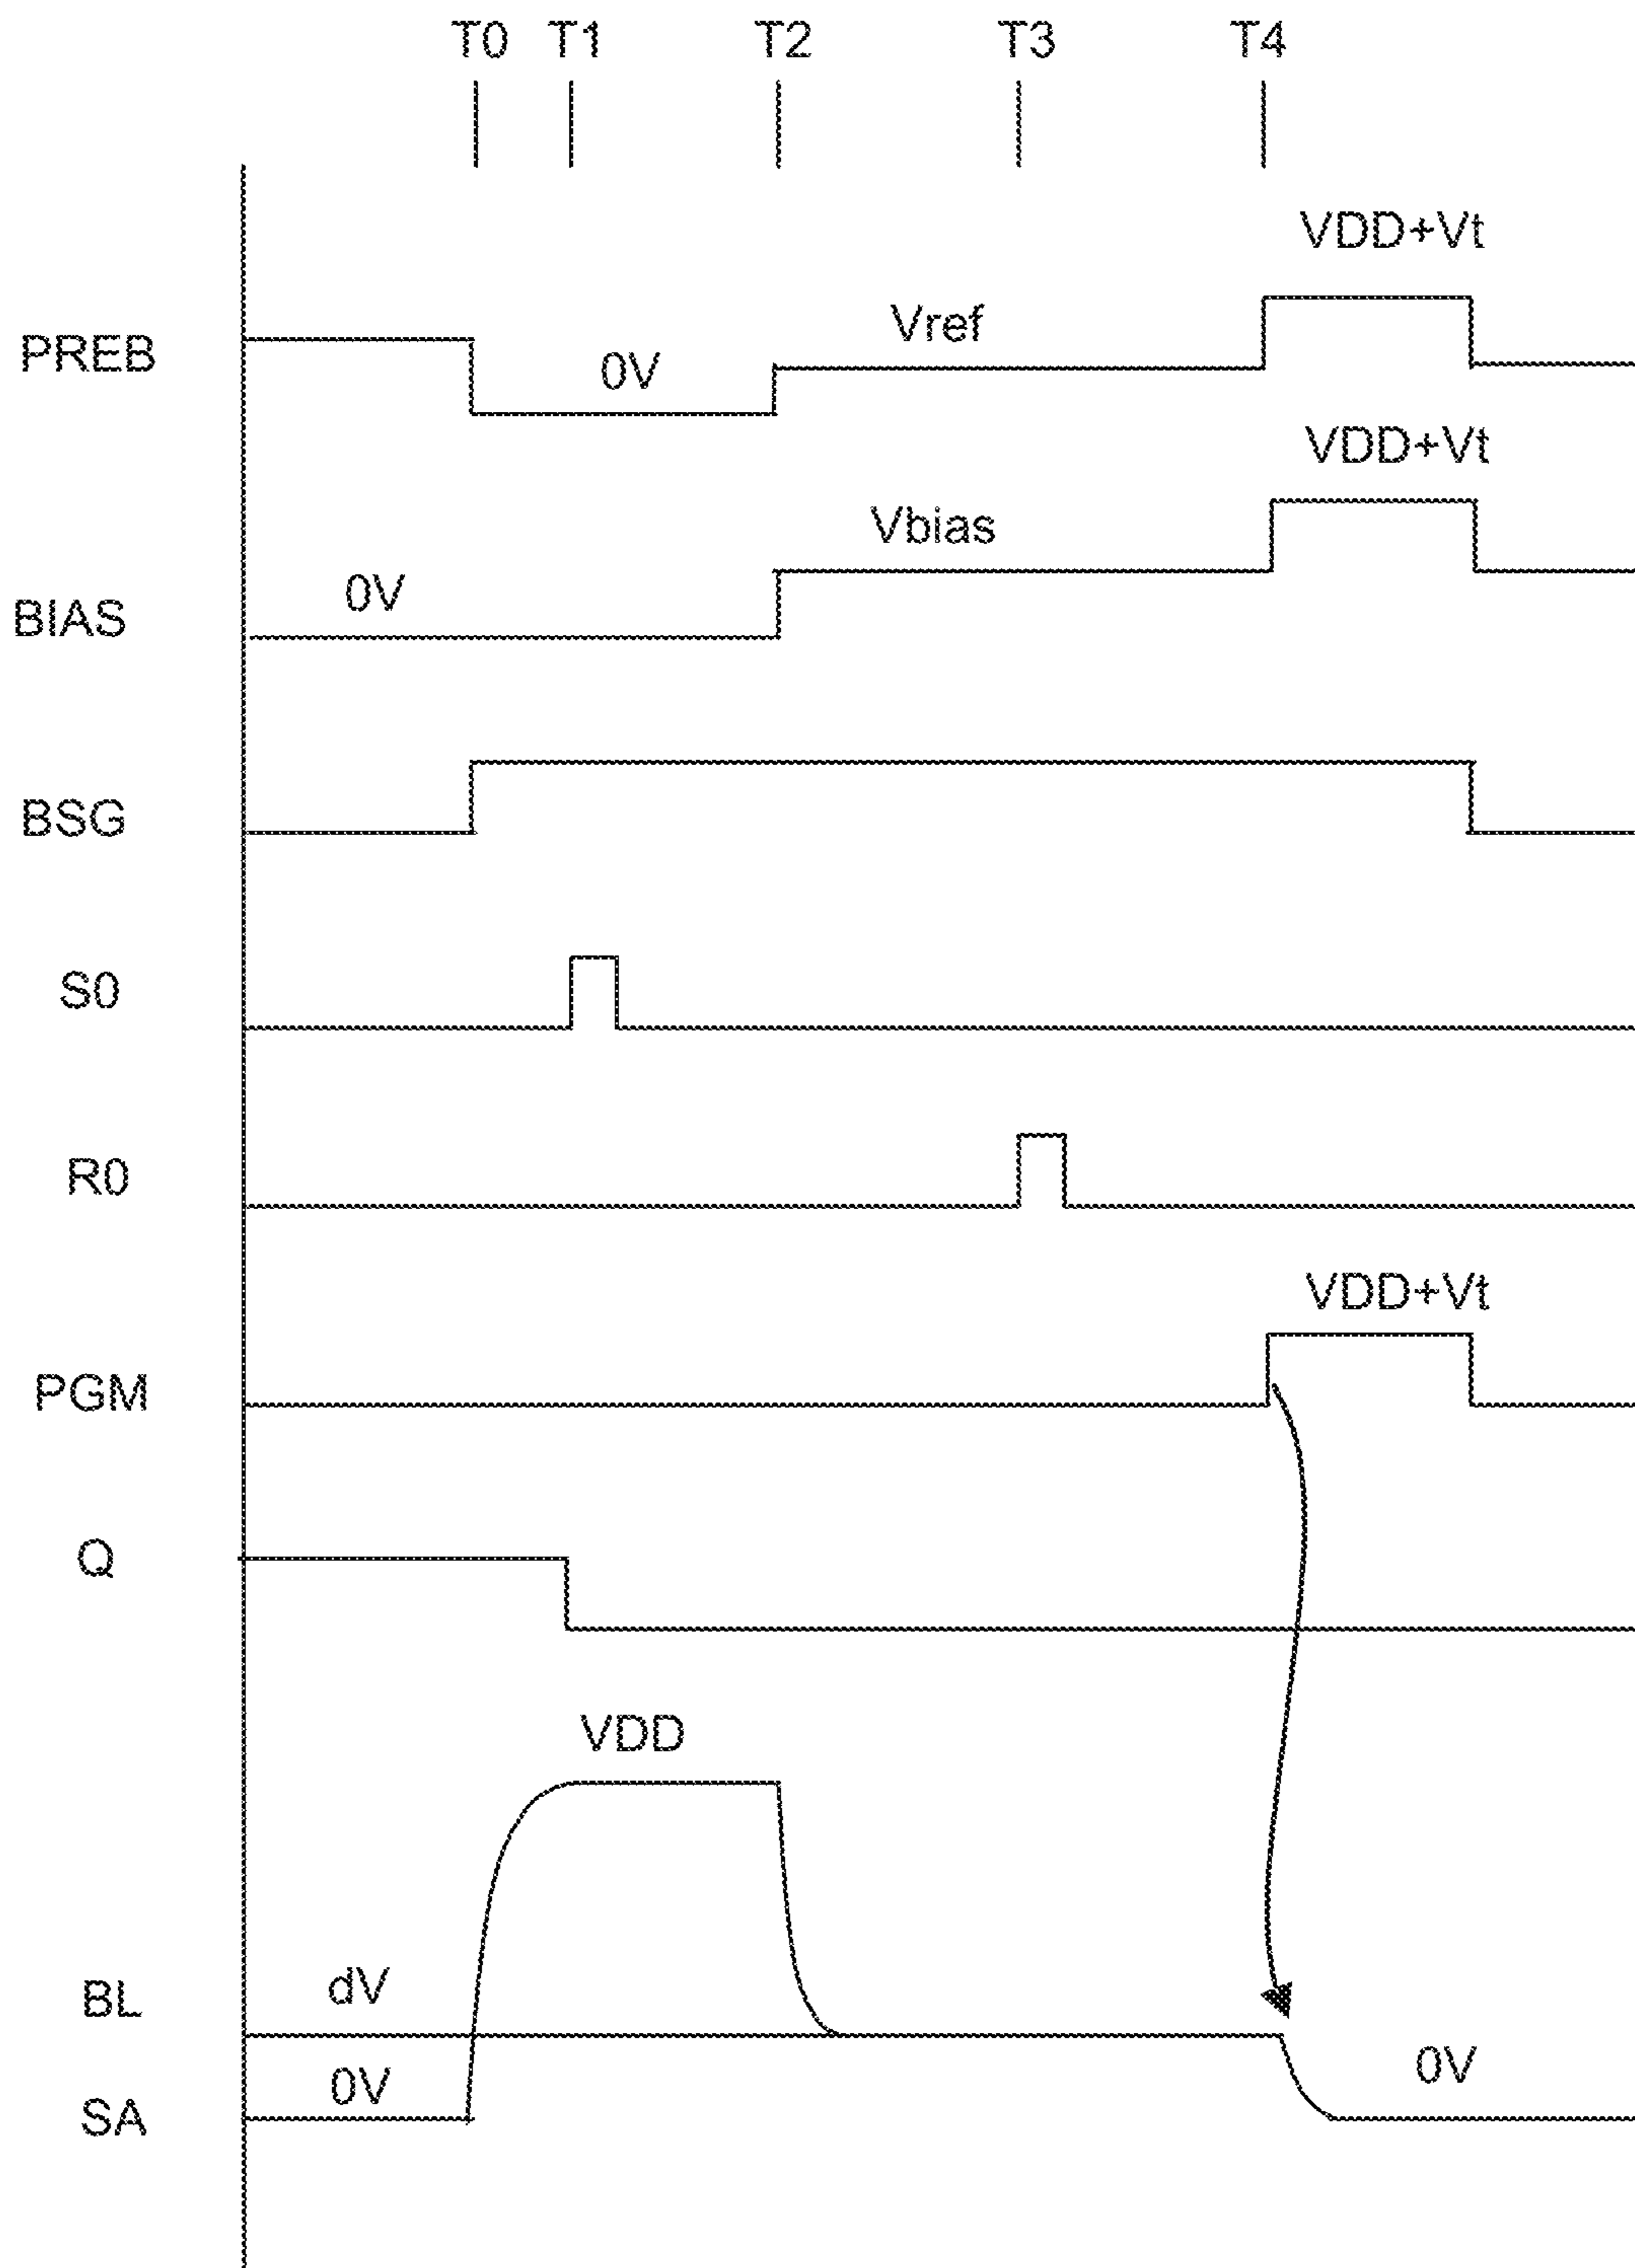 T0 T1 T2 T3 T4
VDD+Vt
Vref
PREB
0V
VDD+Vt
Vbias
0V
BIAS
BSG
S0
R0
VDD+Vt
PGM
Q
VDD
dV
BL
0V
0V
SA